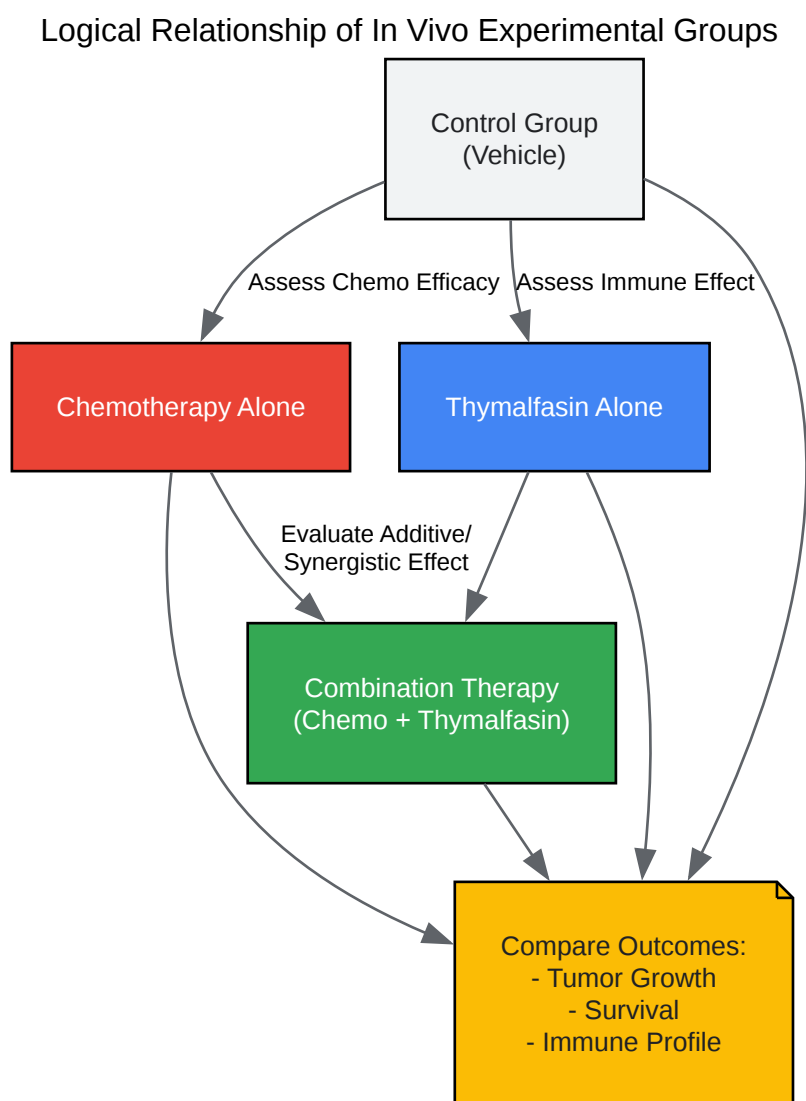 Logical Relationship of In Vivo Experimental Groups
Control Group
(Vehicle)
Assess Chemo Efficacy
Assess Immune Effect
Chemotherapy Alone
Thymalfasin Alone
Evaluate Additive/
Synergistic Effect
Combination Therapy
(Chemo + Thymalfasin)
Compare Outcomes:
- Tumor Growth
- Survival
- Immune Profile